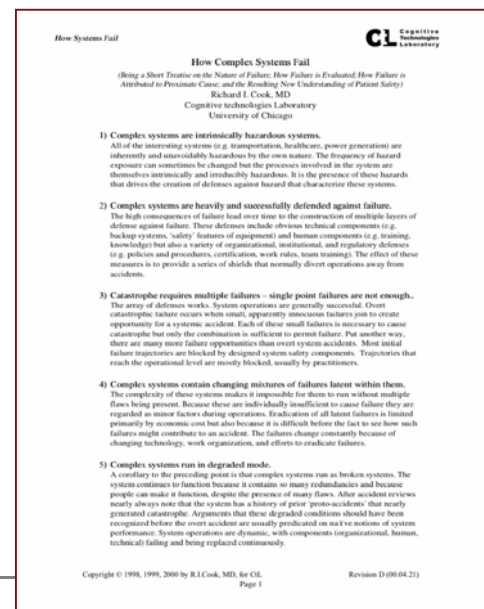 How Systems Fail
CtL Cognitive
Technologies
Laboratory
How Complex Systems Fail
(Being a Short Treatise on the Nature of Failure; How Failure is Evaluated; How Failure is
Attributed to Proximate Cause; and the Resulting New Understanding of Patient Safety)
Richard I. Cook, MD
Cognitive technologies Laboratory
University of Chicago
1) Complex systems are intrinsically hazardous systems.
All of the interesting systems (e.g. transportation, healthcare, power generation) are
inherently and unavoidably hazardous by the own nature. The frequency of hazard
exposure can sometimes be changed but the processes involved in the system are
themselves intrinsically and irreducibly hazardous. It is the presence of these hazards
that drives the creation of defenses against hazard that characterize these systems.
2) Complex systems are heavily and successfully defended against failure.
The high consequences of failure lead over time to the construction of multiple layers of
defense against failure. These defenses include obvious technical components (e.g.
backup systems, 'safety' features of equipment) and human components (e.g. training,
knowledge) but also a variety of organizational, institutional, and regulatory defenses
(e.g. policies and procedures, certification, work rules, team training). The effect of these
measures is to provide a series of shields that normally divert operations away from
accidents.
3) Catastrophe requires multiple failures – single point failures are not enough..
The array of defenses works. System operations are generally successful. Overt
catastrophic failure occurs when small, apparently innocuous failures join to create
opportunity for a systemic accident. Each of these small failures is necessary to cause
catastrophe but only the combination is sufficient to permit failure. Put another way,
there are many more failure opportunities than overt system accidents. Most initial
failure trajectories are blocked by designed system safety components. Trajectories that
reach the operational level are mostly blocked, usually by practitioners.
4) Complex systems contain changing mixtures of failures latent within them.
The complexity of these systems makes it impossible for them to run without multiple
flaws being present. Because these are individually insufficient to cause failure they are
regarded as minor factors during operations. Eradication of all latent failures is limited
primarily by economic cost but also because it is difficult before the fact to see how such
failures might contribute to an accident. The failures change constantly because of
changing technology, work organization, and efforts to eradicate failures.
5) Complex systems run in degraded mode.
A corollary to the preceding point is that complex systems run as broken systems. The
system continues to function because it contains so many redundancies and because
people can make it function, despite the presence of many flaws. After accident reviews
nearly always note that the system has a history of prior 'proto-accidents' that nearly
generated catastrophe. Arguments that these degraded conditions should have been
recognized before the overt accident are usually predicated on naïve notions of system
performance. System operations are dynamic, with components (organizational, human,
technical) failing and being replaced continuously.
Copyright © 1998, 1999, 2000 by R.I.Cook, MD, for CtL
Revision D (00.04.21)
Page 1